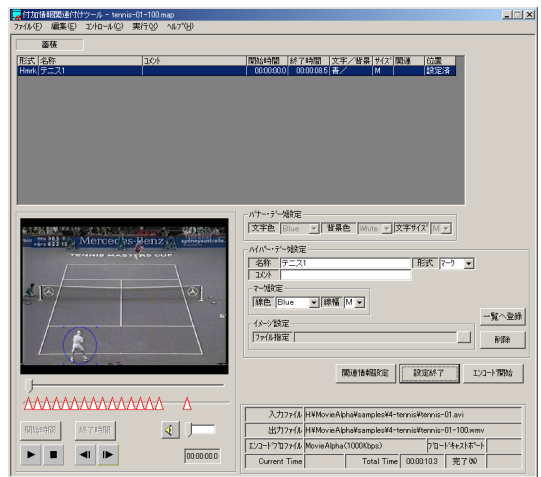 付加情報関連付けツール - tennis-01-100.map
ファイル(F) 編集(E) コントロール(C) 実行(X) ヘルプ(H)
蓄積
形式 名称 コメント 開始時間 終了時間 文字／背景 サイズ 関連 位置
Hmrk テニス1 00:00:00.0 00:00:08.5 青／ M 設定済
バナー・データ設定
文字色 Blue 背景色 White 文字サイズ M
Mercedes-Benz
TENNIS MASTERS CUP
ハイパー・データ設定
名称 テニス1 形式 マーク
コメント
マーク設定
線色 Blue 線幅 M
イメージ設定
ファイル指定 ...
一覧へ登録
削除
関連情報設定 設定終了 エンコード開始
開始時間 終了時間
00:00:00.0
入力ファイル H:¥MovieAlpha¥samples¥4-tennis¥tennis-01.avi
出力ファイル H:¥MovieAlpha¥samples¥4-tennis¥tennis-01-100.wmv
エンコードプロファイル MovieAlpha(1000Kbps) ブロードキャストポート
Current Time Total Time 00:00:10.3 完了(%)